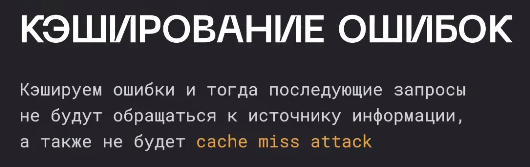 КЭШИРОВАНИЕ ОШИБОК
Кэшируем ошибки и тогда последующие запросы
не будут обращаться к источнику информации,
а также не будет cache miss attack